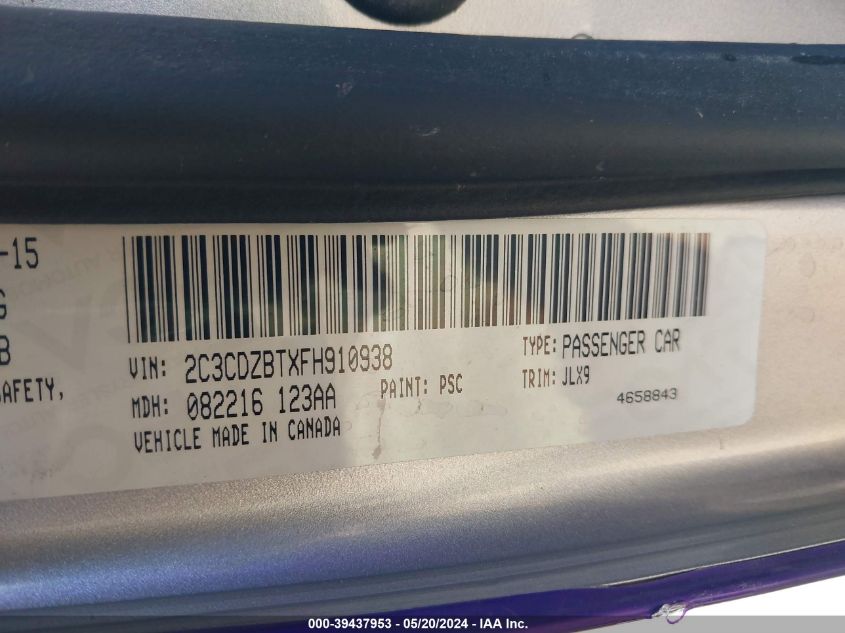 -15
G
B
SAFETY,
VIN: 2C3CDZBTXFH910938
TYPE: PASSENGER CAR
MDH: 082216 123AA
PAINT: PSC
TRIM: JLX9
VEHICLE MADE IN CANADA
4658843
000-39437953 — 05/20/2024 — IAA Inc.